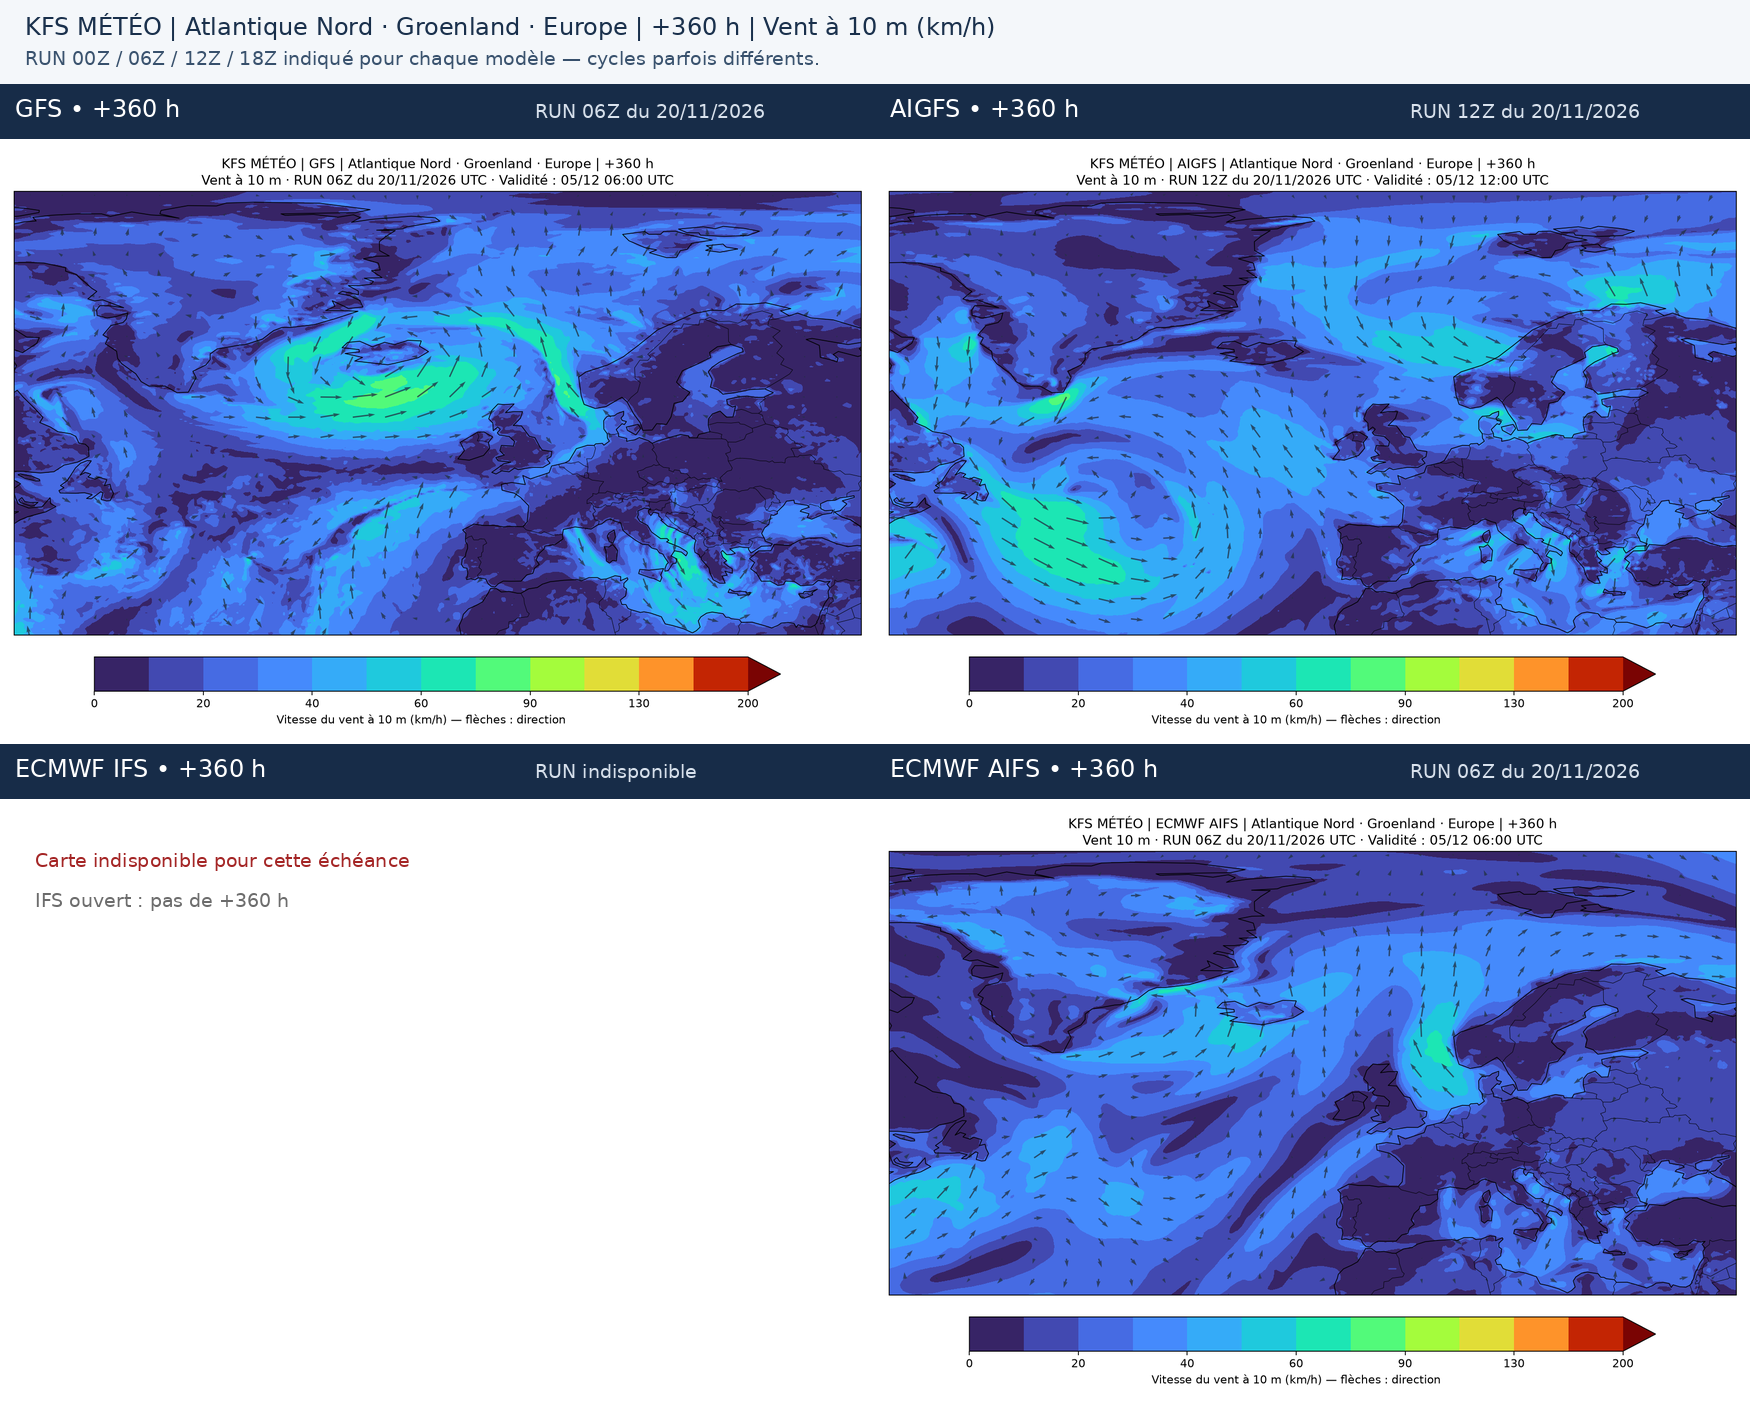 KFS MÉTÉO | Atlantique Nord · Groenland · Europe | +360 h | Vent à 10 m (km/h)
RUN 00Z / 06Z / 12Z / 18Z indiqué pour chaque modèle — cycles parfois différents.
GFS • +360 h
RUN 06Z du 20/11/2026
KFS MÉTÉO | GFS | Atlantique Nord · Groenland · Europe | +360 h
Vent à 10 m · RUN 06Z du 20/11/2026 UTC · Validité : 05/12 06:00 UTC
0 20 40 60 90 130 200
Vitesse du vent à 10 m (km/h) — flèches : direction
AIGFS • +360 h
RUN 12Z du 20/11/2026
KFS MÉTÉO | AIGFS | Atlantique Nord · Groenland · Europe | +360 h
Vent à 10 m · RUN 12Z du 20/11/2026 UTC · Validité : 05/12 12:00 UTC
0 20 40 60 90 130 200
Vitesse du vent à 10 m (km/h) — flèches : direction
ECMWF IFS • +360 h
RUN indisponible
Carte indisponible pour cette échéance
IFS ouvert : pas de +360 h
ECMWF AIFS • +360 h
RUN 06Z du 20/11/2026
KFS MÉTÉO | ECMWF AIFS | Atlantique Nord · Groenland · Europe | +360 h
Vent 10 m · RUN 06Z du 20/11/2026 UTC · Validité : 05/12 06:00 UTC
0 20 40 60 90 130 200
Vitesse du vent à 10 m (km/h) — flèches : direction